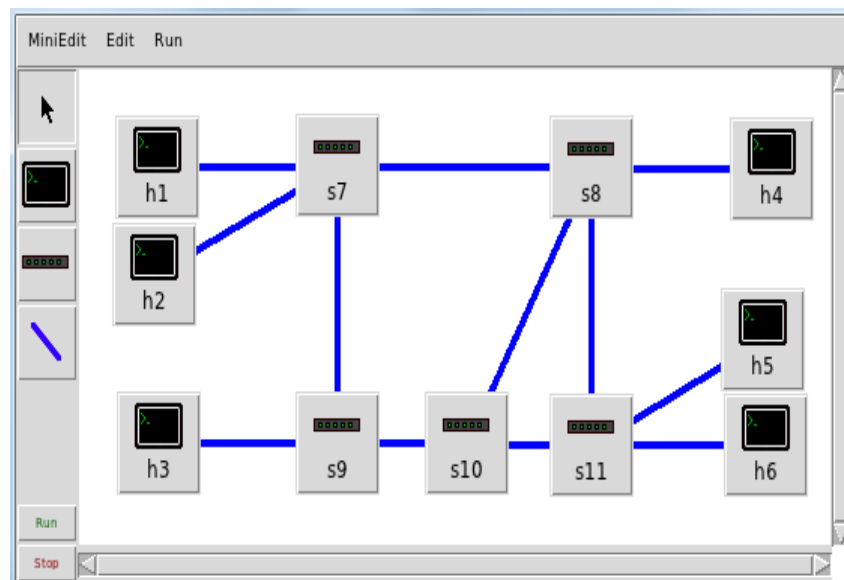 MiniEdit Edit Run
h1 s7 s8 h4
h2
h5
h3 s9 s10 s11 h6
Run
Stop